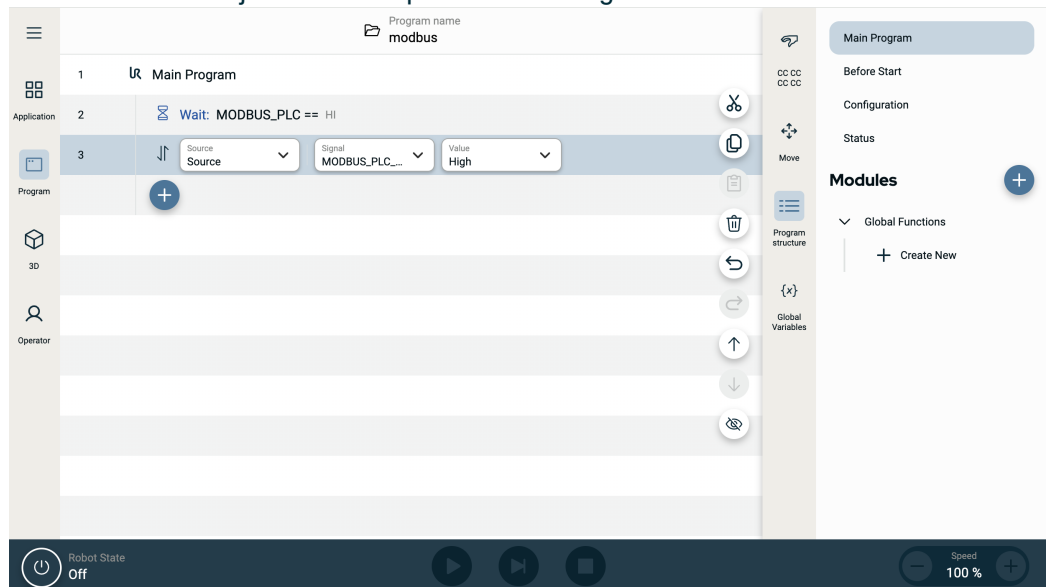 Program name
modbus
Application
Program
3D
Operator
1 Main Program
2 Wait: MODBUS_PLC == HI
3 Source Source Signal MODBUS_PLC_... Value High
CC CC
CC CC
Move
Program structure
{x}
Global Variables
Main Program
Before Start
Configuration
Status
Modules
Global Functions
Create New
Robot State
Off
Speed
100 %